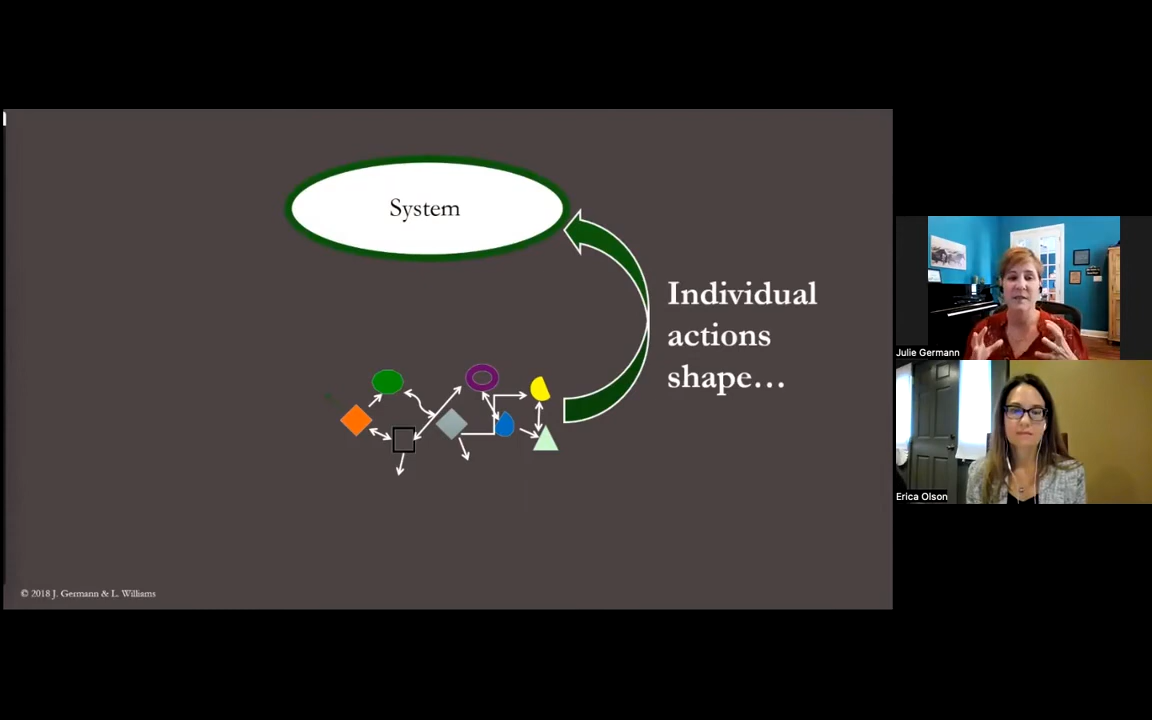 System
Individual
actions
shape…
© 2018 J. Germann & L. Williams
Julie Germann
Erica Olson